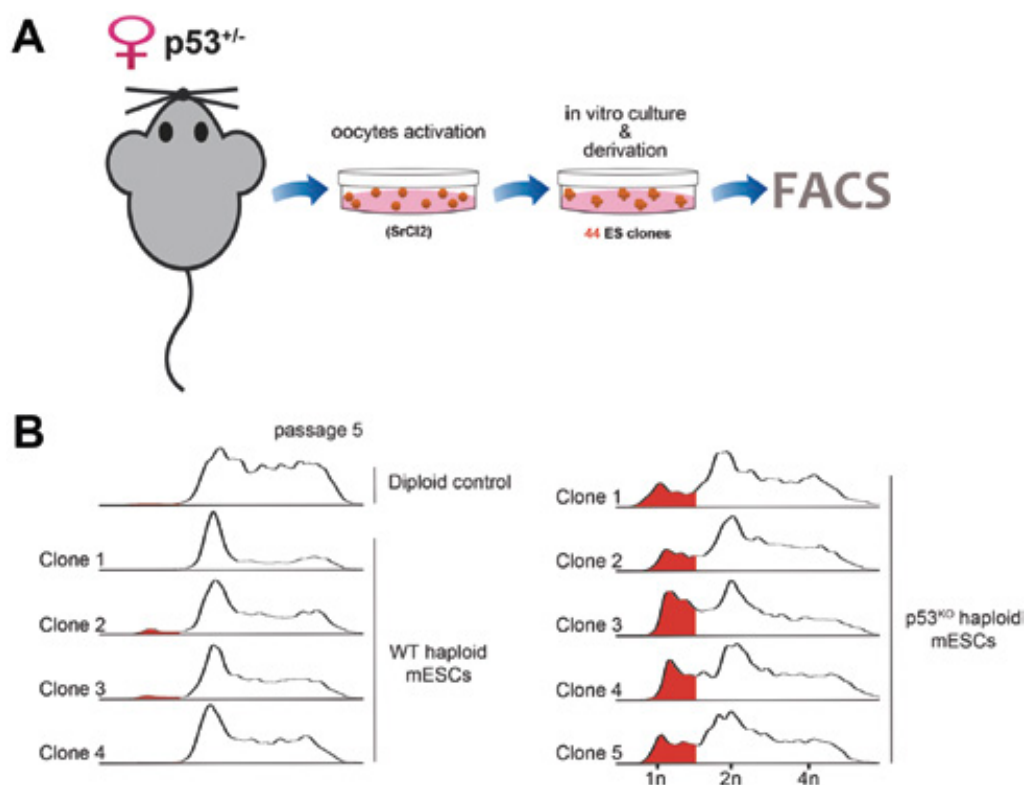 A
♀ p53+/-
oocytes activation
(SrCl2)
in vitro culture
&
derivation
44 ES clones
FACS
B
passage 5
Diploid control
Clone 1
Clone 2
Clone 3
Clone 4
WT haploid
mESCs
Clone 1
Clone 2
Clone 3
Clone 4
Clone 5
1n 2n 4n
p53KO haploid
mESCs